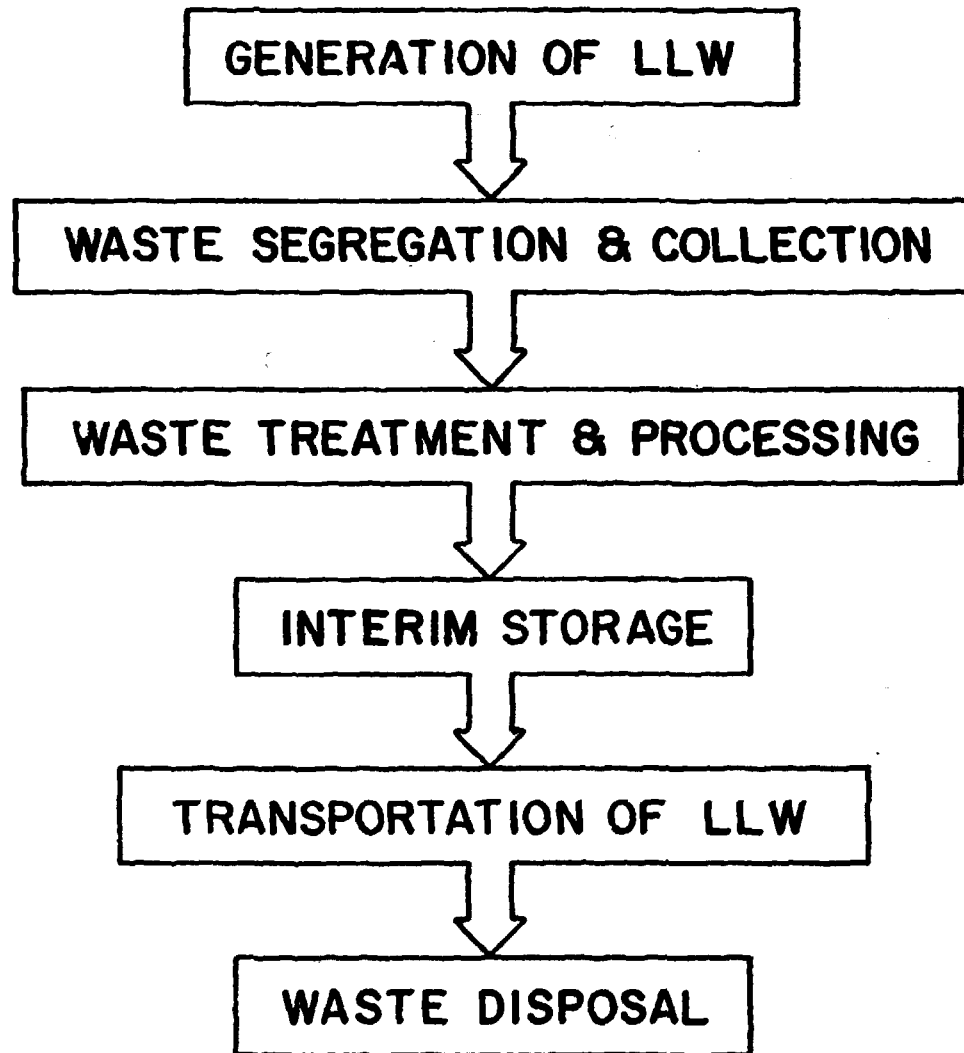 GENERATION OF LLW
WASTE SEGREGATION & COLLECTION
WASTE TREATMENT & PROCESSING
INTERIM STORAGE
TRANSPORTATION OF LLW
WASTE DISPOSAL